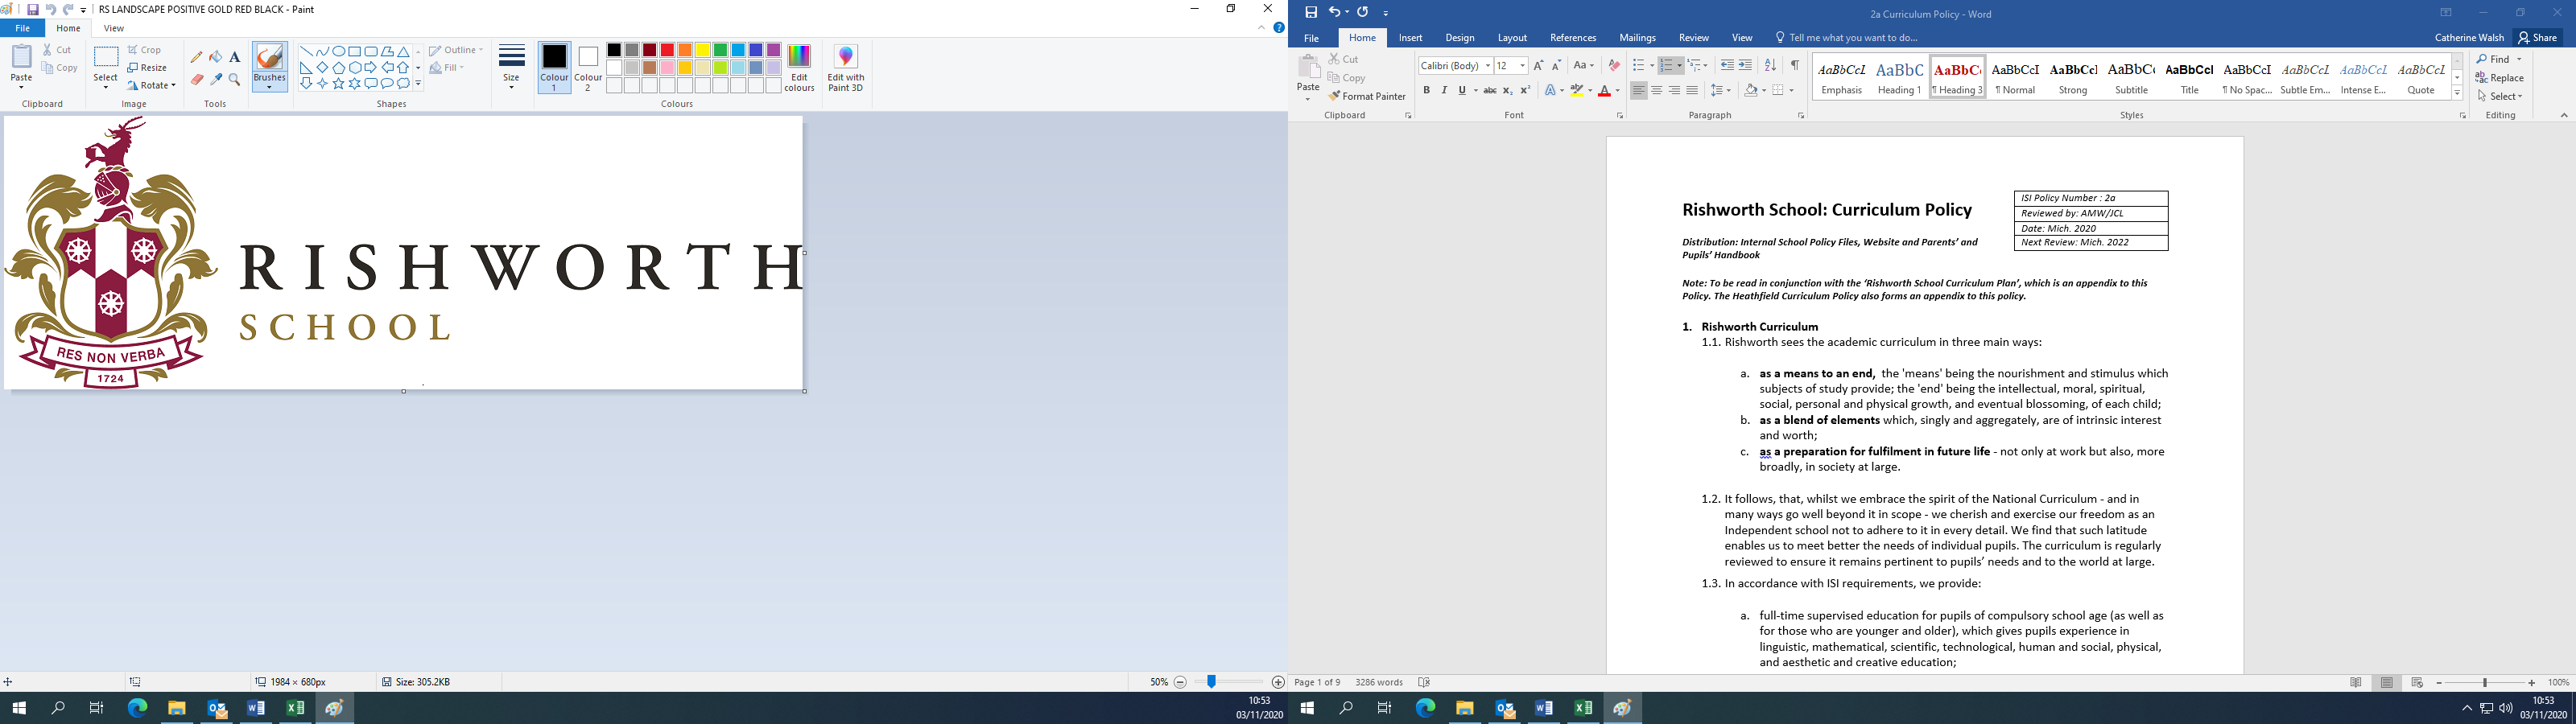 RS LANDSCAPE POSITIVE GOLD RED BLACK - Paint
File Home View
Paste Cut Copy
Clipboard
Select Crop Resize Rotate
Image
Tools
Brushes
Shapes
Outline Fill
Size
Colour 1 Colour 2
Edit colours
Colours
Edit with Paint 3D
RISHWORTH
SCHOOL
RES NON VERBA
1724
1984 × 680px
Size: 305.2KB
50%
10:53
03/11/2020
2a Curriculum Policy - Word
File Home Insert Design Layout References Mailings Review View Tell me what you want to do... Catherine Walsh Share
Paste Cut Copy Format Painter
Clipboard
Calibri (Body) 12
Font
Paragraph
AaBbCcI AaBbC AaBbC AaBbCcI AaBbCcI AaBbC AaBbCcI AaBbCcI AaBbCcI AaBbCcI AaBbCcI
Emphasis Heading 1 ¶ Heading 3 ¶ Normal Strong Subtitle Title ¶ No Spac... Subtle Em... Intense E... Quote
Styles
Find
Replace
Select
Editing
Rishworth School: Curriculum Policy
ISI Policy Number : 2a
Reviewed by: AMW/JCL
Date: Mich. 2020
Next Review: Mich. 2022
Distribution: Internal School Policy Files, Website and Parents’ and
Pupils’ Handbook
Note: To be read in conjunction with the ‘Rishworth School Curriculum Plan’, which is an appendix to this
Policy. The Heathfield Curriculum Policy also forms an appendix to this policy.
1. Rishworth Curriculum
1.1. Rishworth sees the academic curriculum in three main ways:
a. as a means to an end, the 'means' being the nourishment and stimulus which
subjects of study provide; the 'end' being the intellectual, moral, spiritual,
social, personal and physical growth, and eventual blossoming, of each child;
b. as a blend of elements which, singly and aggregately, are of intrinsic interest
and worth;
c. as a preparation for fulfilment in future life - not only at work but also, more
broadly, in society at large.
1.2. It follows, that, whilst we embrace the spirit of the National Curriculum - and in
many ways go well beyond it in scope - we cherish and exercise our freedom as an
Independent school not to adhere to it in every detail. We find that such latitude
enables us to meet better the needs of individual pupils. The curriculum is regularly
reviewed to ensure it remains pertinent to pupils’ needs and to the world at large.
1.3. In accordance with ISI requirements, we provide:
a. full-time supervised education for pupils of compulsory school age (as well as
for those who are younger and older), which gives pupils experience in
linguistic, mathematical, scientific, technological, human and social, physical,
and aesthetic and creative education;
Page 1 of 9 3286 words
100%
10:53
03/11/2020